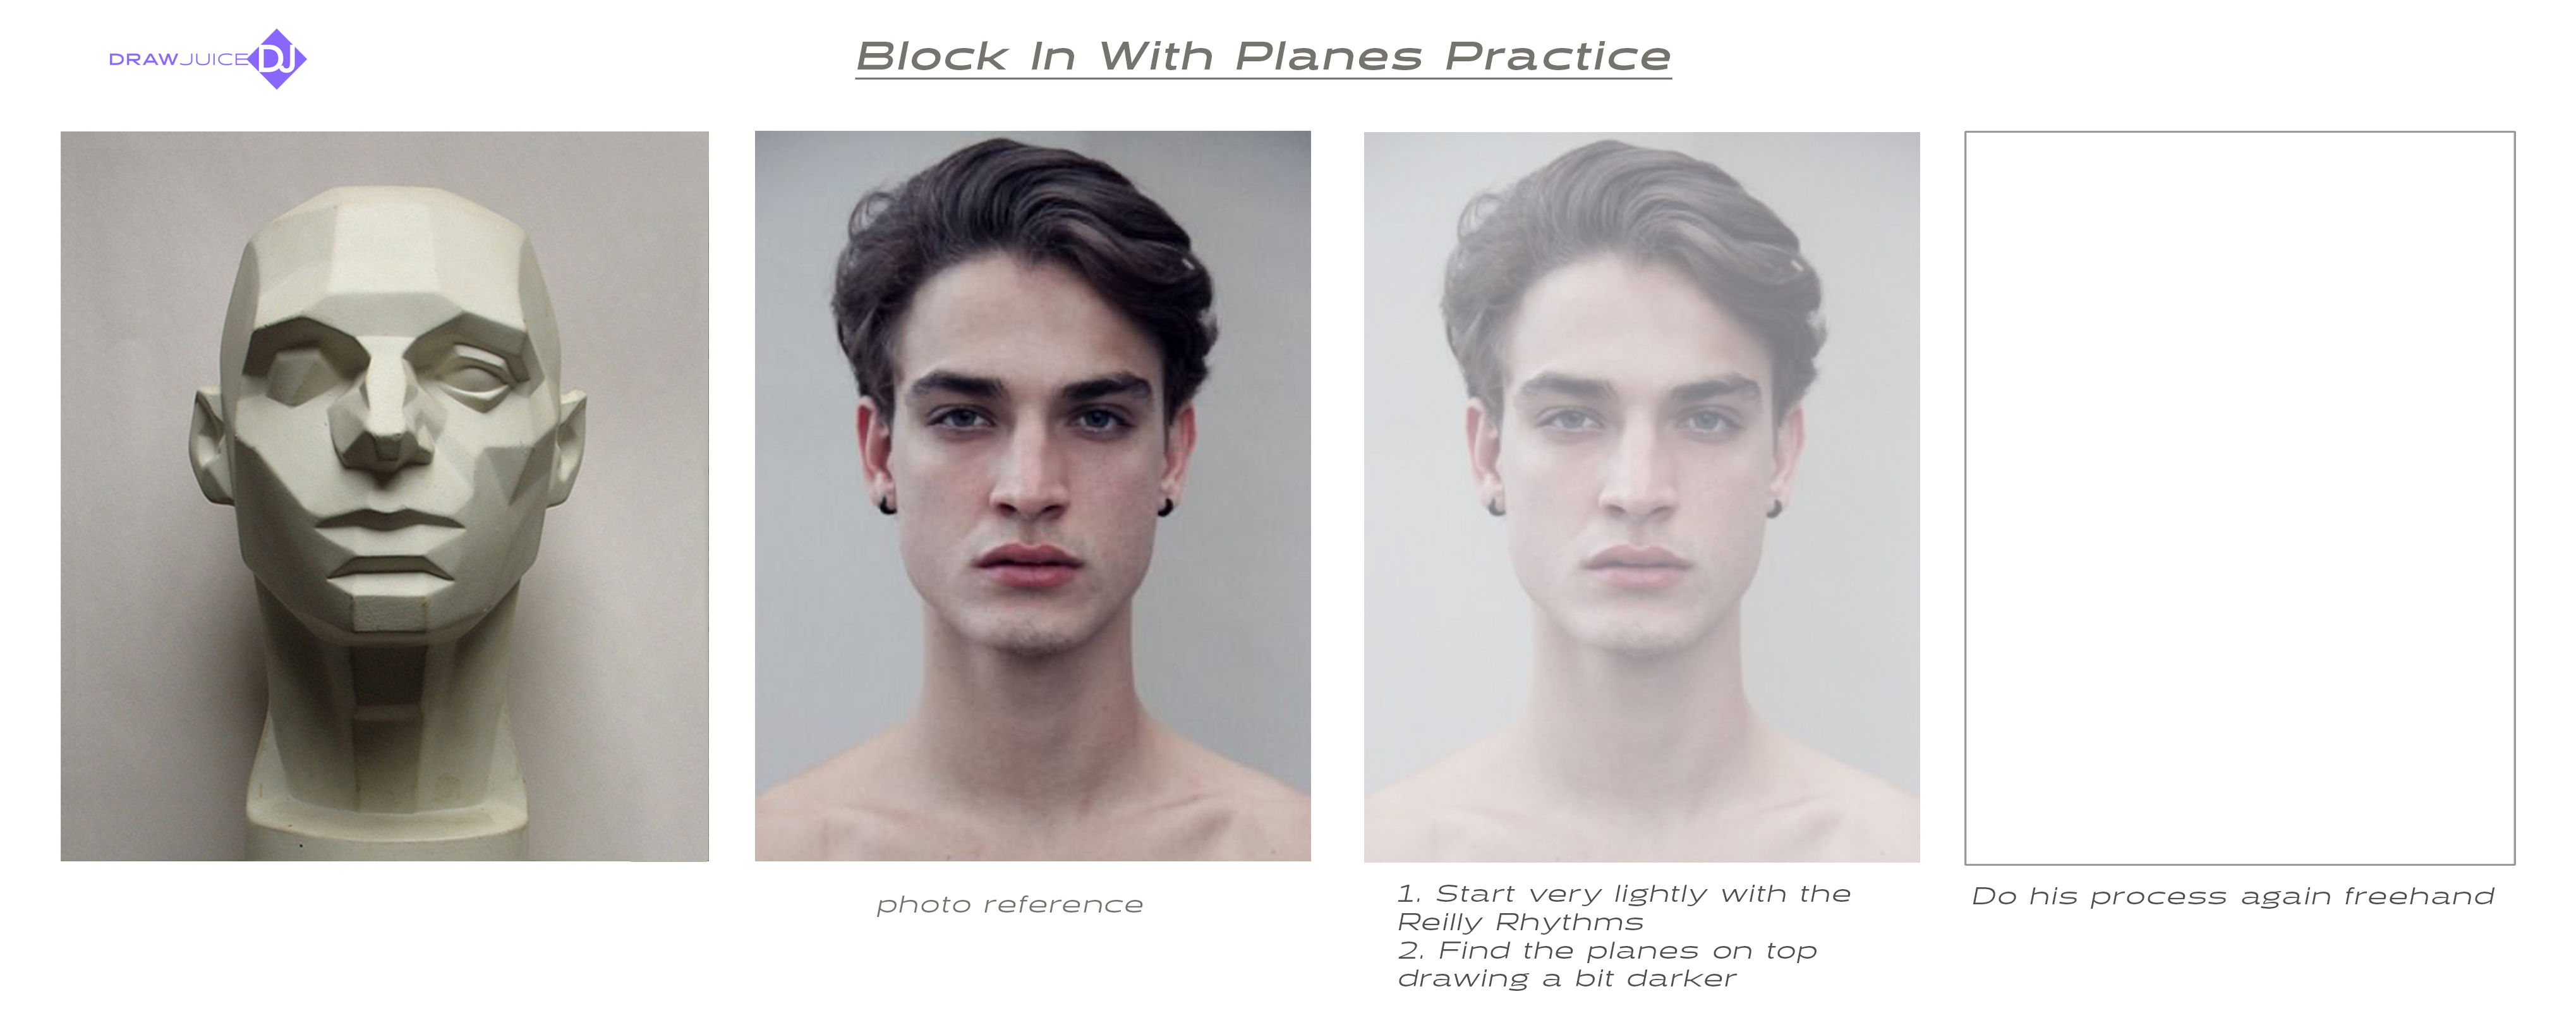 DRAWJUICE DJ
Block In With Planes Practice
photo reference
1. Start very lightly with the
Reilly Rhythms
2. Find the planes on top
drawing a bit darker
Do his process again freehand